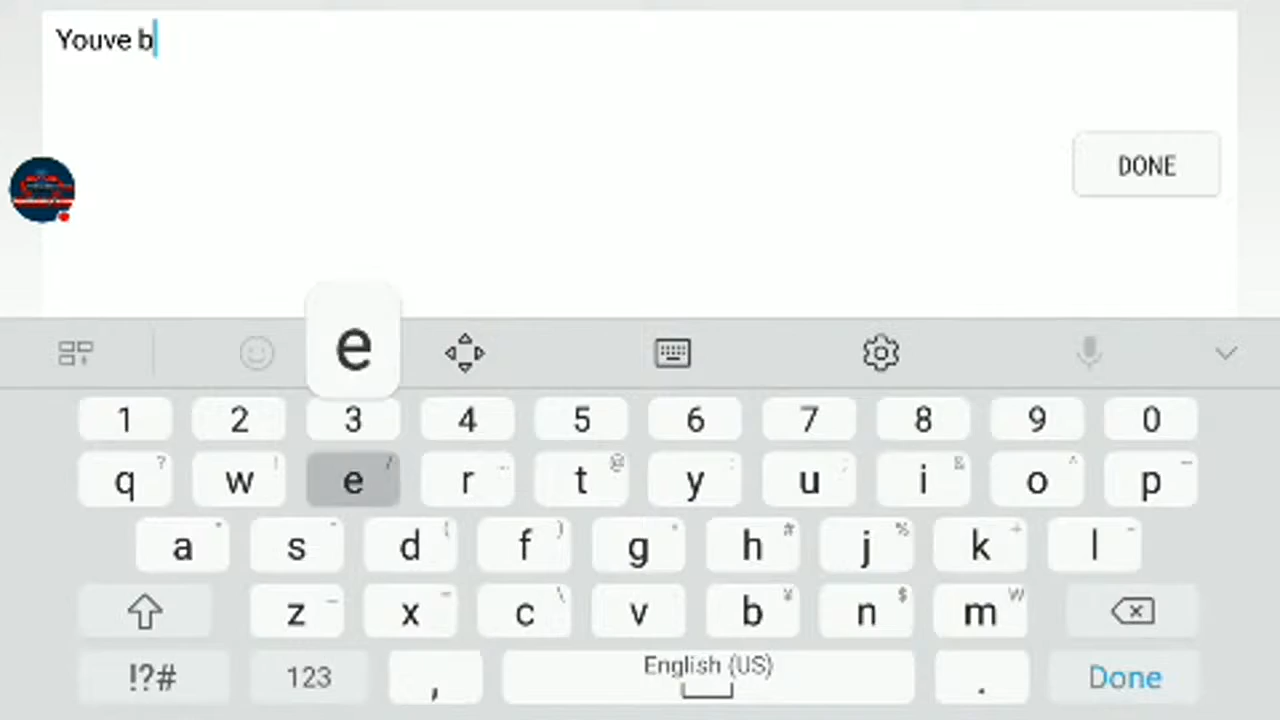 Youve b
DONE
e
1 2 3 4 5 6 7 8 9 0
q w e r t y u i o p
a s d f g h j k l
z x c v b n m
!?# 123 , English (US) . Done